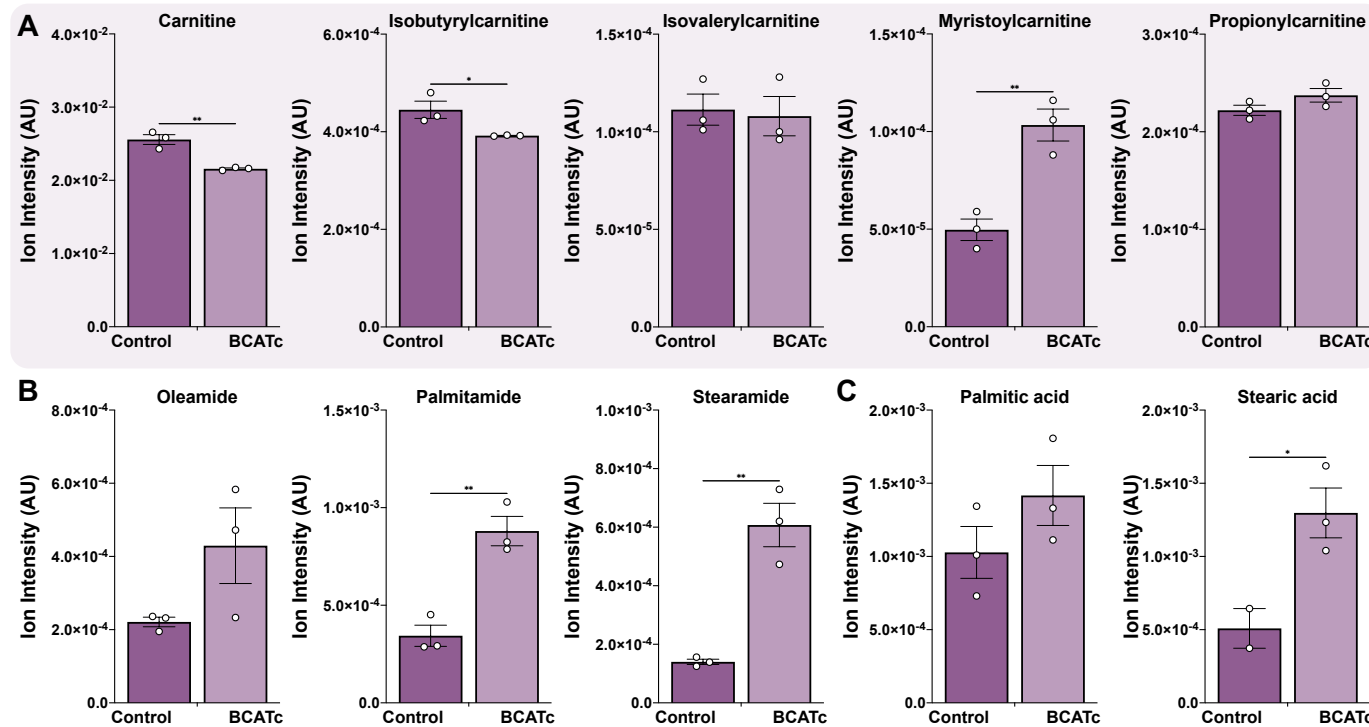 A
Carnitine
Ion Intensity (AU)
4.0×10⁻²
3.0×10⁻²
2.0×10⁻²
1.0×10⁻²
0.0
**
Control BCATc
Isobutyrylcarnitine
Ion Intensity (AU)
6.0×10⁻⁴
4.0×10⁻⁴
2.0×10⁻⁴
0.0
*
Control BCATc
Isovalerylcarnitine
Ion Intensity (AU)
1.5×10⁻⁴
1.0×10⁻⁴
5.0×10⁻⁵
0.0
Control BCATc
Myristoylcarnitine
Ion Intensity (AU)
1.5×10⁻⁴
1.0×10⁻⁴
5.0×10⁻⁵
0.0
**
Control BCATc
Propionylcarnitine
Ion Intensity (AU)
3.0×10⁻⁴
2.0×10⁻⁴
1.0×10⁻⁴
0.0
Control BCATc
B
Oleamide
Ion Intensity (AU)
8.0×10⁻⁴
6.0×10⁻⁴
4.0×10⁻⁴
2.0×10⁻⁴
0.0
Control BCATc
Palmitamide
Ion Intensity (AU)
1.5×10⁻³
1.0×10⁻³
5.0×10⁻⁴
0.0
**
Control BCATc
Stearamide
Ion Intensity (AU)
1.0×10⁻³
8.0×10⁻⁴
6.0×10⁻⁴
4.0×10⁻⁴
2.0×10⁻⁴
0.0
**
Control BCATc
C
Palmitic acid
Ion Intensity (AU)
2.0×10⁻³
1.5×10⁻³
1.0×10⁻³
5.0×10⁻⁴
0.0
Control BCATc
Stearic acid
Ion Intensity (AU)
2.0×10⁻³
1.5×10⁻³
1.0×10⁻³
5.0×10⁻⁴
0.0
*
Control BCATc